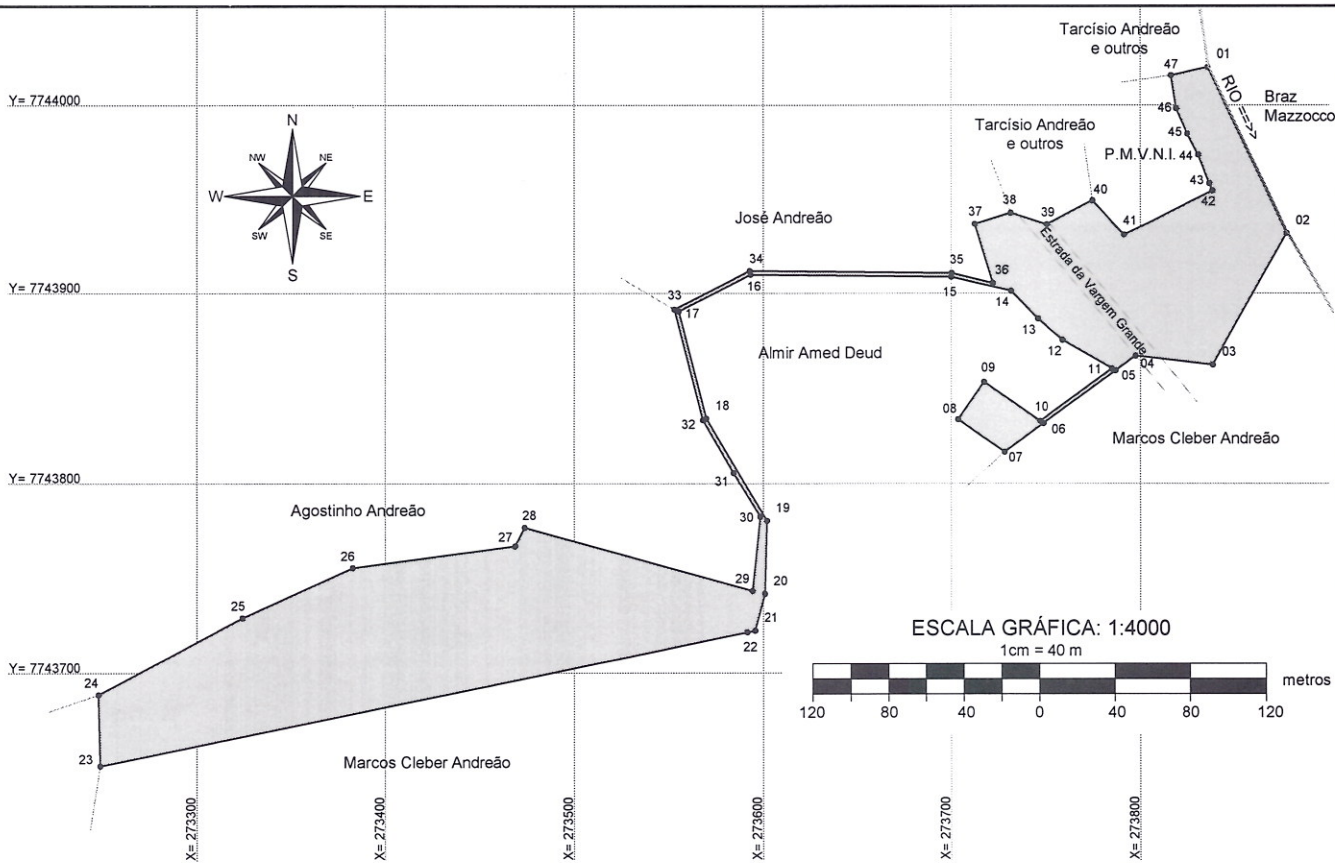 Tarcísio Andreão
e outros
47
01
RIO ==>
Braz
Mazzocco
Y= 7744000
46
45
Tarcísio Andreão
e outros
P.M.V.N.I.
44
43
42
N
NW
NE
W
E
SW
SE
S
40
38
37
39
41
02
José Andreão
Estrada da Vargem Grande
34
35
36
16
15
14
Y= 7743900
33
17
13
12
Almir Amed Deud
11
05
04
03
09
08
10
06
07
Marcos Cleber Andreão
18
32
31
Y= 7743800
30
19
Agostinho Andreão
28
27
26
29
20
25
21
22
ESCALA GRÁFICA: 1:4000
1cm = 40 m
metros
120 80 40 0 40 80 120
Y= 7743700
24
23
Marcos Cleber Andreão
X= 273300
X= 273400
X= 273500
X= 273600
X= 273700
X= 273800